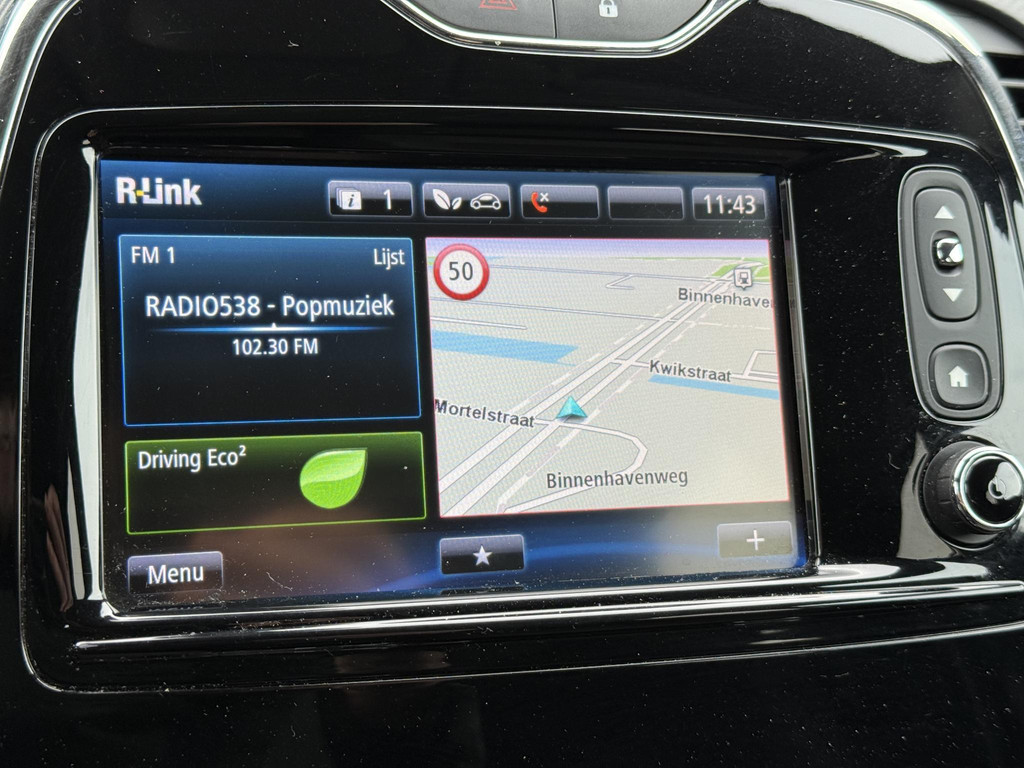 R-Link
1
11:43
FM 1
Lijst
RADIO538 - Popmuziek
102.30 FM
50
Binnenhave
Kwikstraat
Mortelstraat
Binnenhavenweg
Driving Eco²
Menu